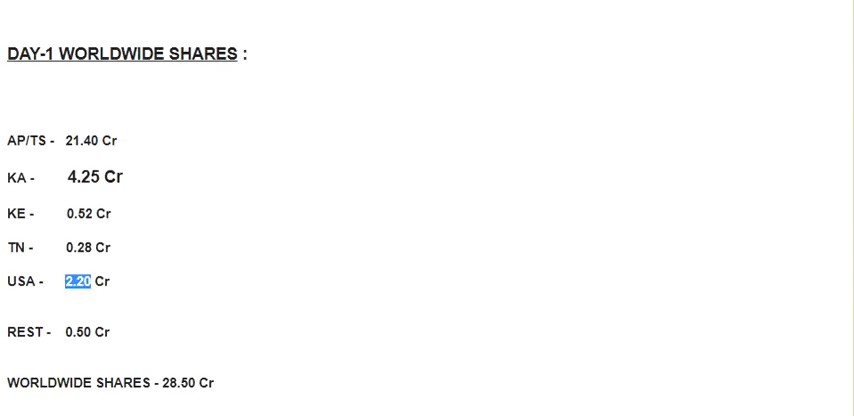 DAY-1 WORLDWIDE SHARES :
AP/TS - 21.40 Cr
KA - 4.25 Cr
KE - 0.52 Cr
TN - 0.28 Cr
USA - 2.20 Cr
REST - 0.50 Cr
WORLDWIDE SHARES - 28.50 Cr